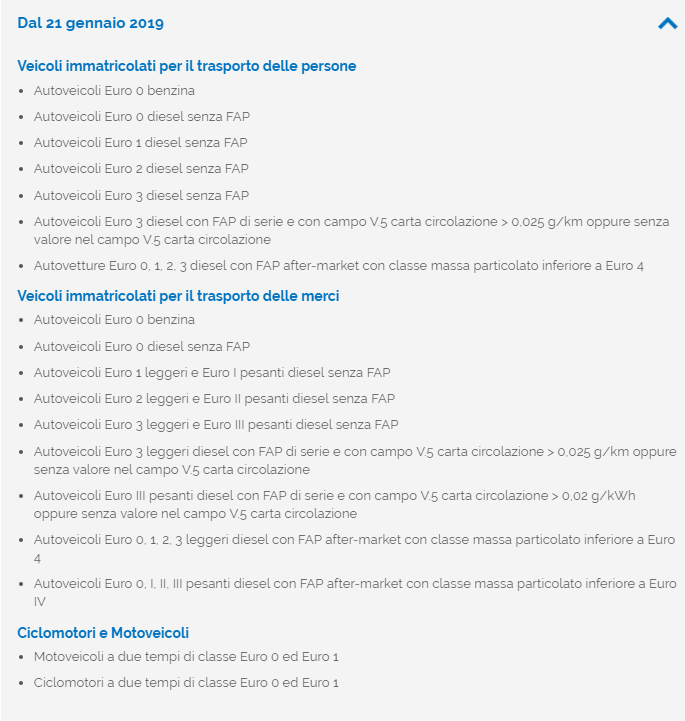 Dal 21 gennaio 2019
Veicoli immatricolati per il trasporto delle persone
• Autoveicoli Euro 0 benzina
• Autoveicoli Euro 0 diesel senza FAP
• Autoveicoli Euro 1 diesel senza FAP
• Autoveicoli Euro 2 diesel senza FAP
• Autoveicoli Euro 3 diesel senza FAP
• Autoveicoli Euro 3 diesel con FAP di serie e con campo V.5 carta circolazione > 0,025 g/km oppure senza
valore nel campo V.5 carta circolazione
• Autovetture Euro 0, 1, 2, 3 diesel con FAP after-market con classe massa particolato inferiore a Euro 4
Veicoli immatricolati per il trasporto delle merci
• Autoveicoli Euro 0 benzina
• Autoveicoli Euro 0 diesel senza FAP
• Autoveicoli Euro 1 leggeri e Euro I pesanti diesel senza FAP
• Autoveicoli Euro 2 leggeri e Euro II pesanti diesel senza FAP
• Autoveicoli Euro 3 leggeri e Euro III pesanti diesel senza FAP
• Autoveicoli Euro 3 leggeri diesel con FAP di serie e con campo V.5 carta circolazione > 0,025 g/km oppure
senza valore nel campo V.5 carta circolazione
• Autoveicoli Euro III pesanti diesel con FAP di serie e con campo V.5 carta circolazione > 0,02 g/kWh
oppure senza valore nel campo V.5 carta circolazione
• Autoveicoli Euro 0, 1, 2, 3 leggeri diesel con FAP after-market con classe massa particolato inferiore a Euro
4
• Autoveicoli Euro 0, I, II, III pesanti diesel con FAP after-market con classe massa particolato inferiore a Euro
IV
Ciclomotori e Motoveicoli
• Motoveicoli a due tempi di classe Euro 0 ed Euro 1
• Ciclomotori a due tempi di classe Euro 0 ed Euro 1